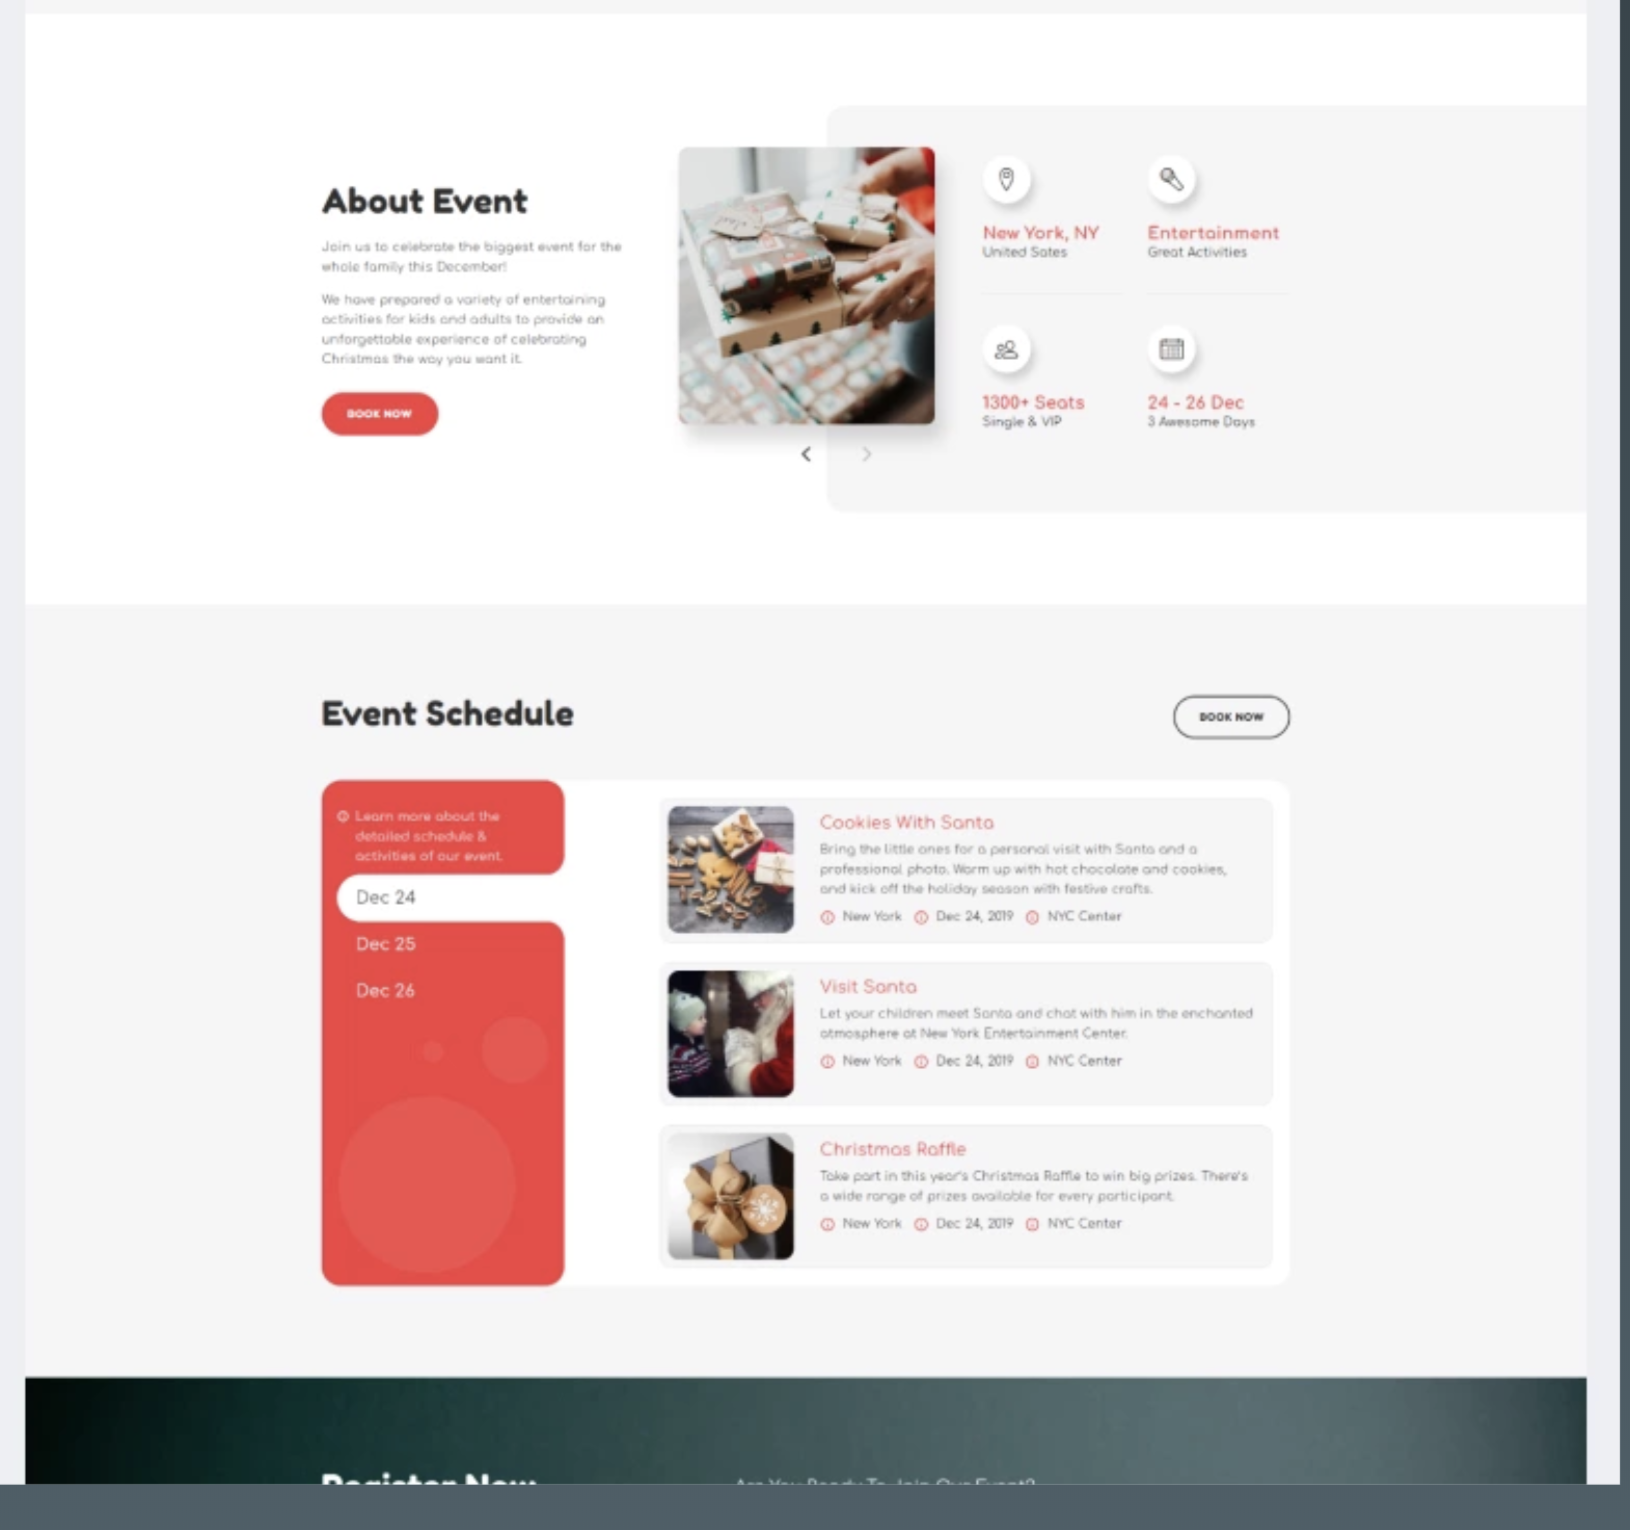 About Event
Join us to celebrate the biggest event for the
whole family this December!
We have prepared a variety of entertaining
activities for kids and adults to provide an
unforgettable experience of celebrating
Christmas the way you want it.
BOOK NOW
New York, NY
United Sates
Entertainment
Great Activities
1300+ Seats
Single & VIP
24 - 26 Dec
3 Awesome Days
Event Schedule
BOOK NOW
Learn more about the
detailed schedule &
activities of our event.
Dec 24
Dec 25
Dec 26
Cookies With Santa
Bring the little ones for a personal visit with Santa and a
professional photo. Warm up with hot chocolate and cookies,
and kick off the holiday season with festive crafts.
New York Dec 24, 2019 NYC Center
Visit Santa
Let your children meet Santa and chat with him in the enchanted
atmosphere at New York Entertainment Center.
New York Dec 24, 2019 NYC Center
Christmas Raffle
Take part in this year's Christmas Raffle to win big prizes. There's
a wide range of prizes available for every participant.
New York Dec 24, 2019 NYC Center
Register Now
Are You Ready To Join Our Event?